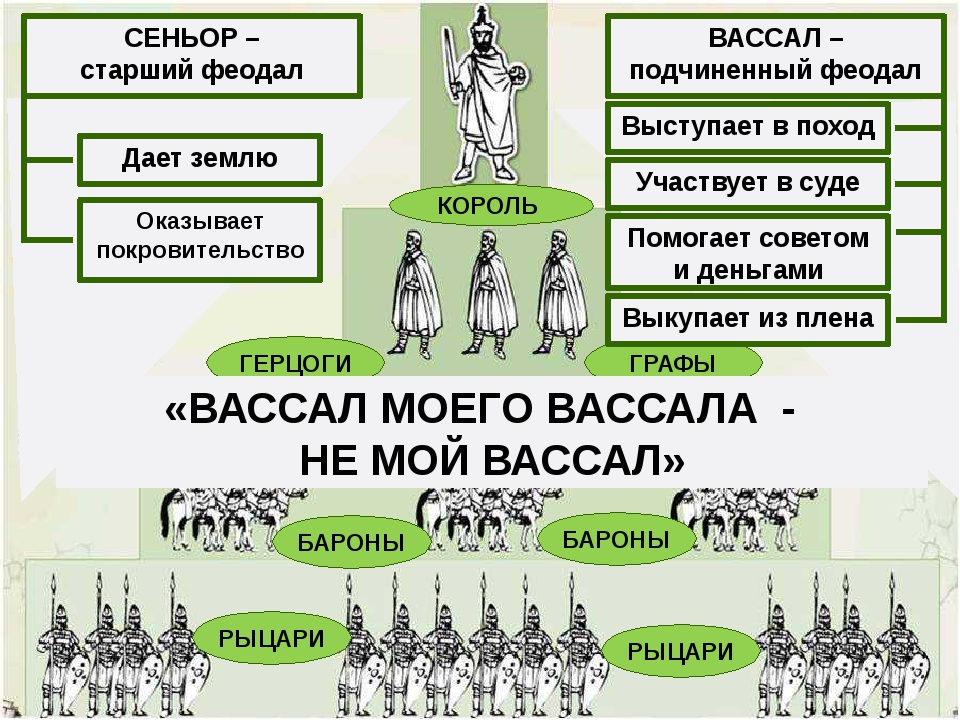 СЕНЬОР –
старший феодал
Дает землю
Оказывает
покровительство
ВАССАЛ –
подчиненный феодал
Выступает в поход
Участвует в суде
Помогает советом
и деньгами
Выкупает из плена
КОРОЛЬ
ГЕРЦОГИ
ГРАФЫ
«ВАССАЛ МОЕГО ВАССАЛА -
НЕ МОЙ ВАССАЛ»
БАРОНЫ
БАРОНЫ
РЫЦАРИ
РЫЦАРИ